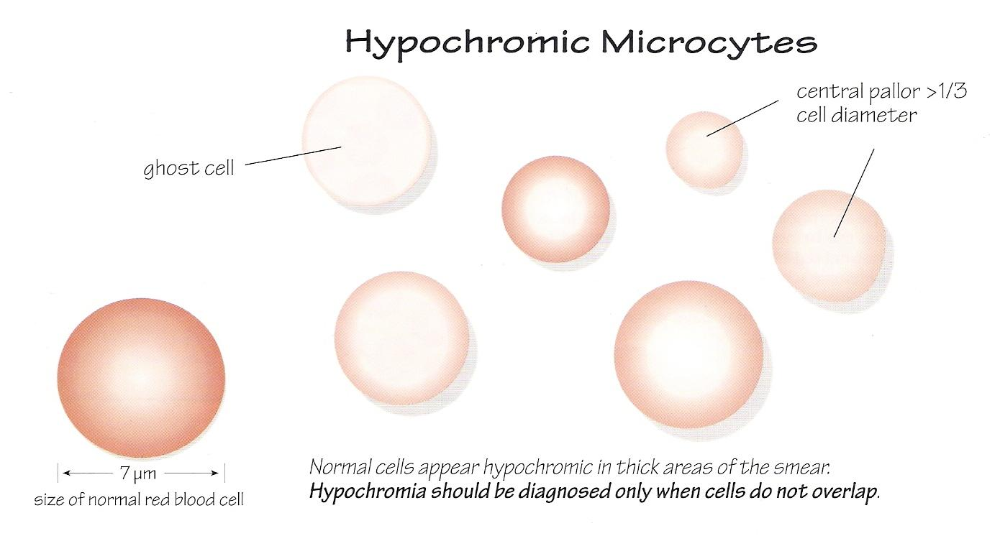 Hypochromic Microcytes
central pallor >1/3
cell diameter
ghost cell
7 µm
size of normal red blood cell
Normal cells appear hypochromic in thick areas of the smear.
Hypochromia should be diagnosed only when cells do not overlap.